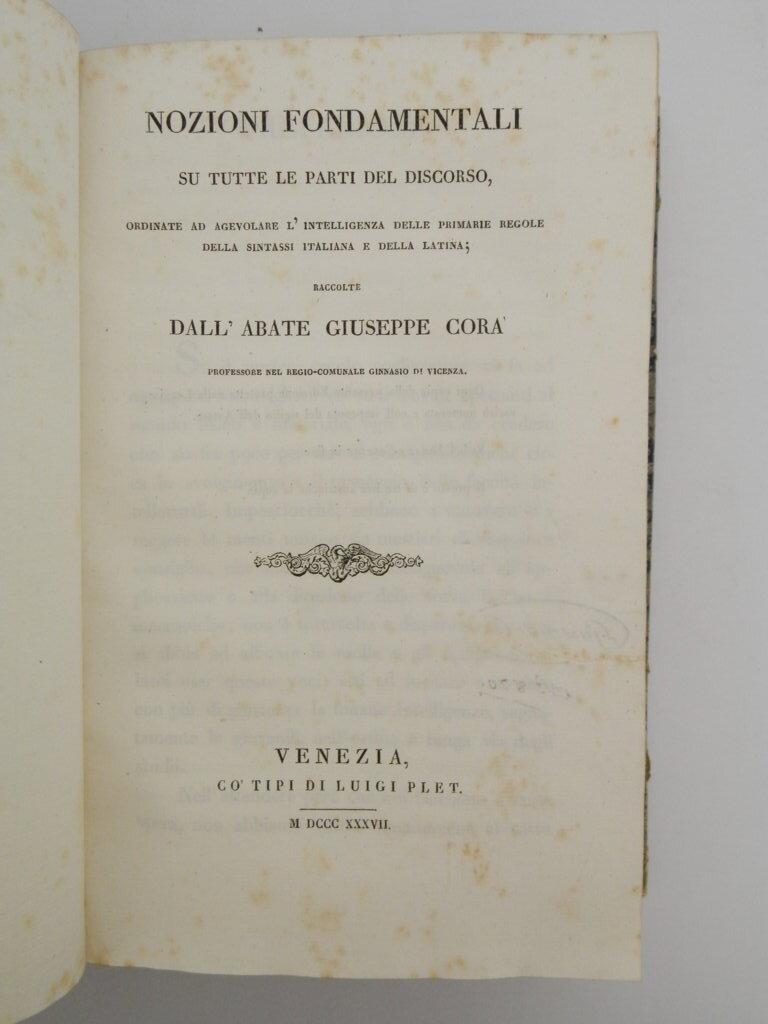 NOZIONI FONDAMENTALI
SU TUTTE LE PARTI DEL DISCORSO,
ORDINATE AD AGEVOLARE L' INTELLIGENZA DELLE PRIMARIE REGOLE
DELLA SINTASSI ITALIANA E DELLA LATINA;
RACCOLTE
DALL' ABATE GIUSEPPE CORA'
PROFESSORE NEL REGIO-COMUNALE GINNASIO DI VICENZA.
VENEZIA,
CO' TIPI DI LUIGI PLET.
M DCCC XXXVII.